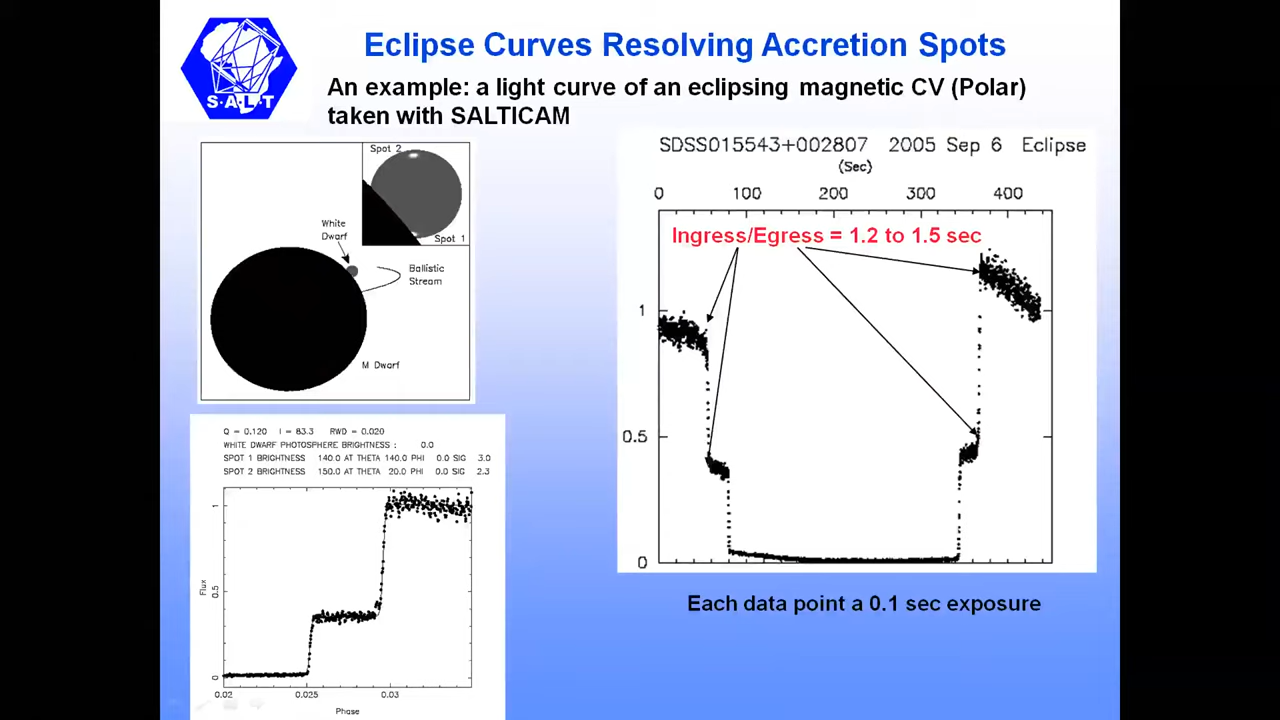 Eclipse Curves Resolving Accretion Spots
S A L T
An example: a light curve of an eclipsing magnetic CV (Polar)
taken with SALTICAM
Spot 2
White
Dwarf
Spot 1
Ballistic
Stream
M Dwarf
SDSS015543+002807 2005 Sep 6 Eclipse
(Sec)
0 100 200 300 400
Ingress/Egress = 1.2 to 1.5 sec
1
0.5
0
Each data point a 0.1 sec exposure
Q = 0.120 I = 83.3 RWD = 0.020
WHITE DWARF PHOTOSPHERE BRIGHTNESS : 0.0
SPOT 1 BRIGHTNESS 140.0 AT THETA 140.0 PHI 0.0 SIG 3.0
SPOT 2 BRIGHTNESS 150.0 AT THETA 20.0 PHI 0.0 SIG 2.3
1
0.5
0
Flux
0.02 0.025 0.03
Phase